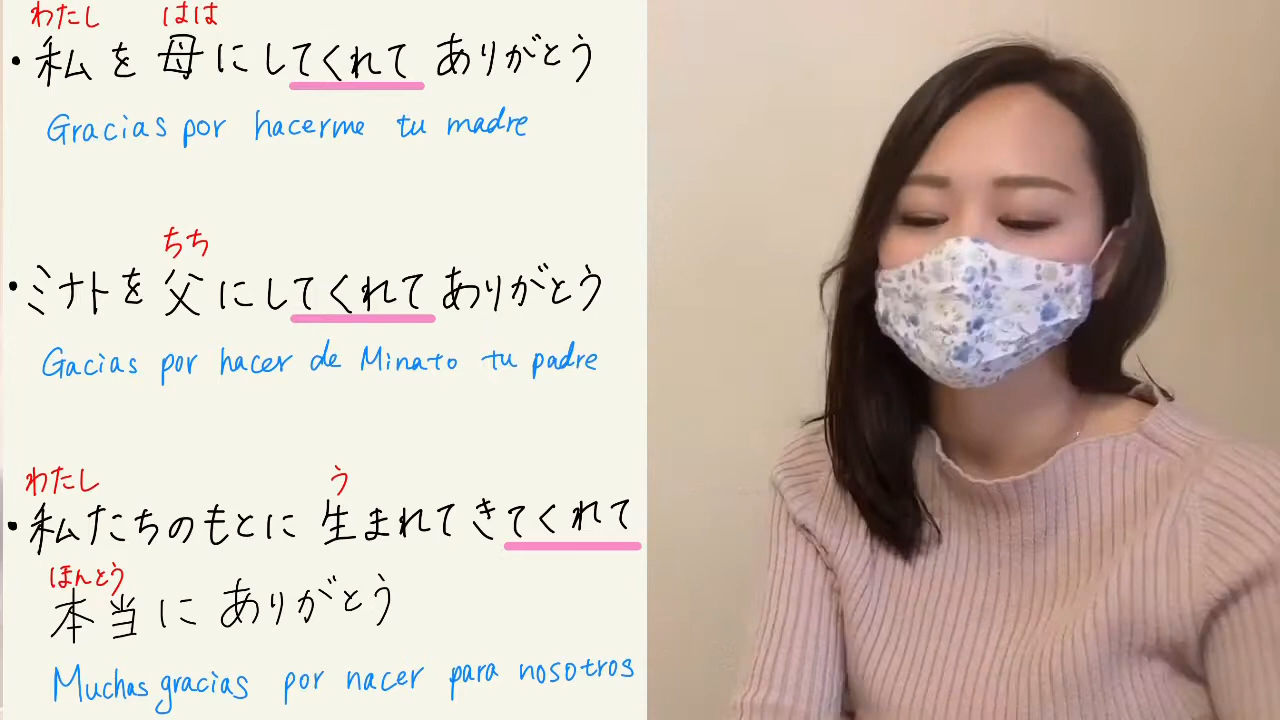 わたし はは
・私を母にしてくれてありがとう
Gracias por hacerme tu madre
ちち
・ミナトを父にしてくれてありがとう
Gacias por hacer de Minato tu padre
わたし う
・私たちのもとに生まれてきてくれて
ほんとう
本当にありがとう
Muchas gracias por nacer para nosotros